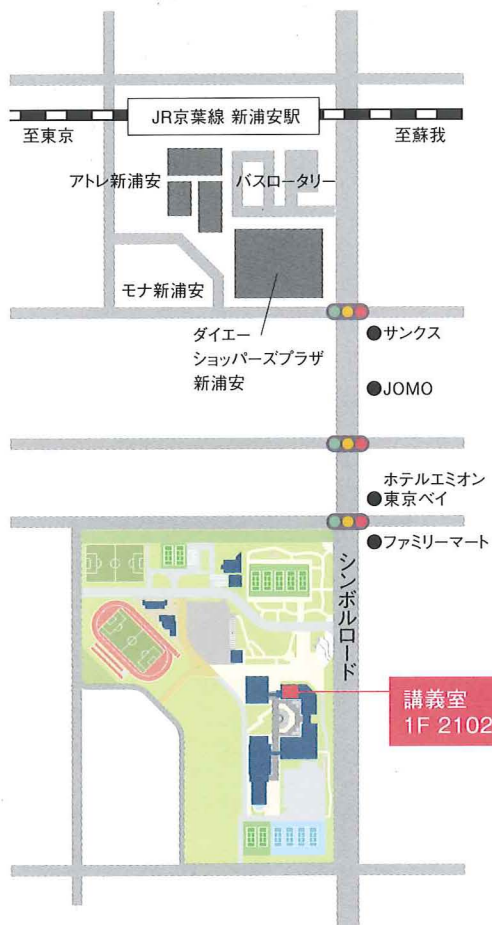 JR京葉線 新浦安駅
至東京
至蘇我
アトレ新浦安
バスロータリー
モナ新浦安
ダイエー
ショッパーズプラザ
新浦安
●サンクス
●JOMO
ホテルエミオン
●東京ベイ
●ファミリーマート
シンボルロード
講義室
1F 2102